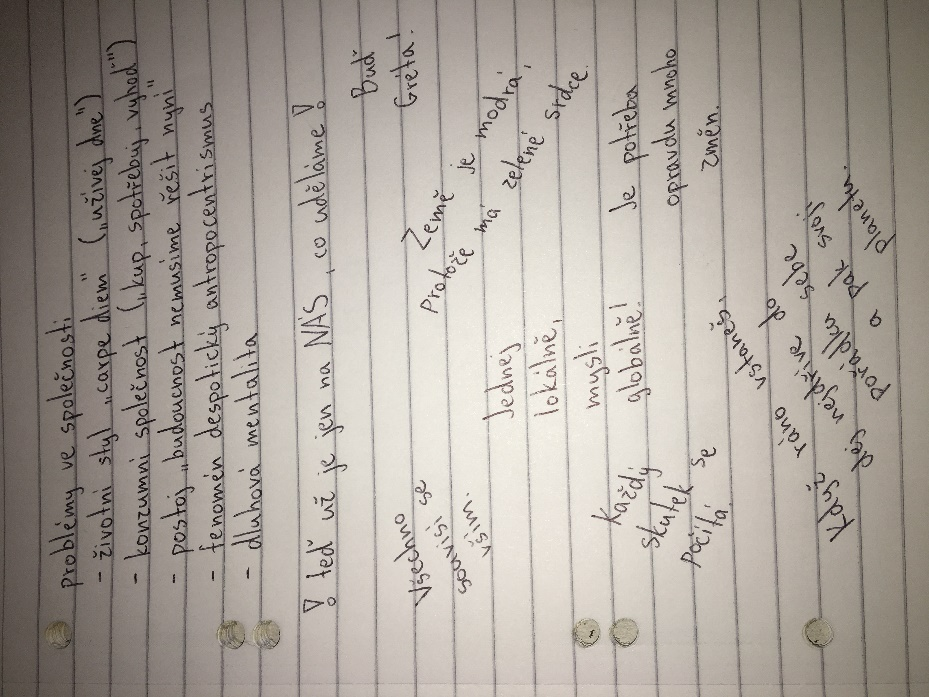 problémy ve společnosti
- životní styl „carpe diem" („užívej dne")
- konzumní společnost („kup, spotřebuj, vyhoď")
- postoj „budoucnost nemusíme řešit nyní"
- fenomén despotický antropocentrismus
- dluhová mentalita
! teď už je jen na NÁS, co uděláme !
Buď
Gréta!
Všechno
souvisí se
vším.
Země je modrá,
Protože má zelené srdce.
Jednej
lokálně,
mysli
globálně!
Je potřeba
opravdu mnoho
změn.
Každý
skutek
se
počítá
Když ráno vstaneš,
dej nejdříve do sebe
pořádku a pak svoji
planetu.